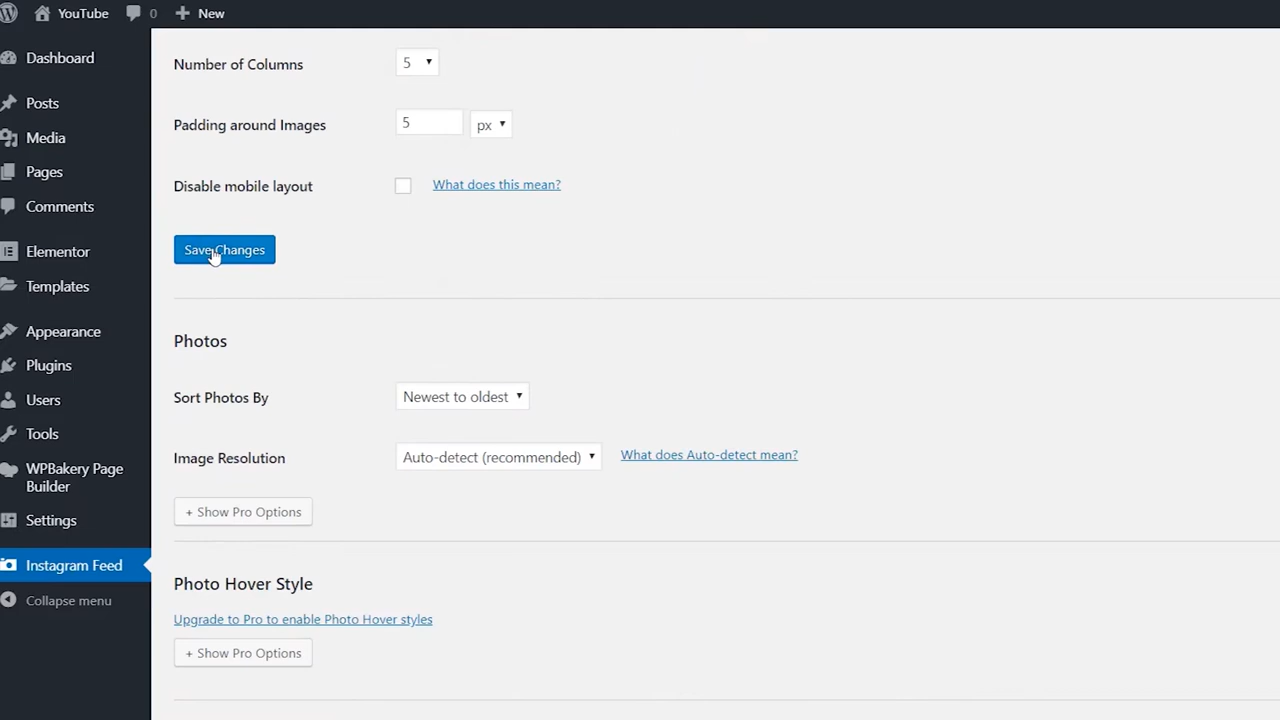 YouTube 0 New
Dashboard
Posts
Media
Pages
Comments
Elementor
Templates
Appearance
Plugins
Users
Tools
WPBakery Page
Builder
Settings
Instagram Feed
Collapse menu
Number of Columns 5
Padding around Images 5 px
Disable mobile layout What does this mean?
Save Changes
Photos
Sort Photos By Newest to oldest
Image Resolution Auto-detect (recommended) What does Auto-detect mean?
+ Show Pro Options
Photo Hover Style
Upgrade to Pro to enable Photo Hover styles
+ Show Pro Options